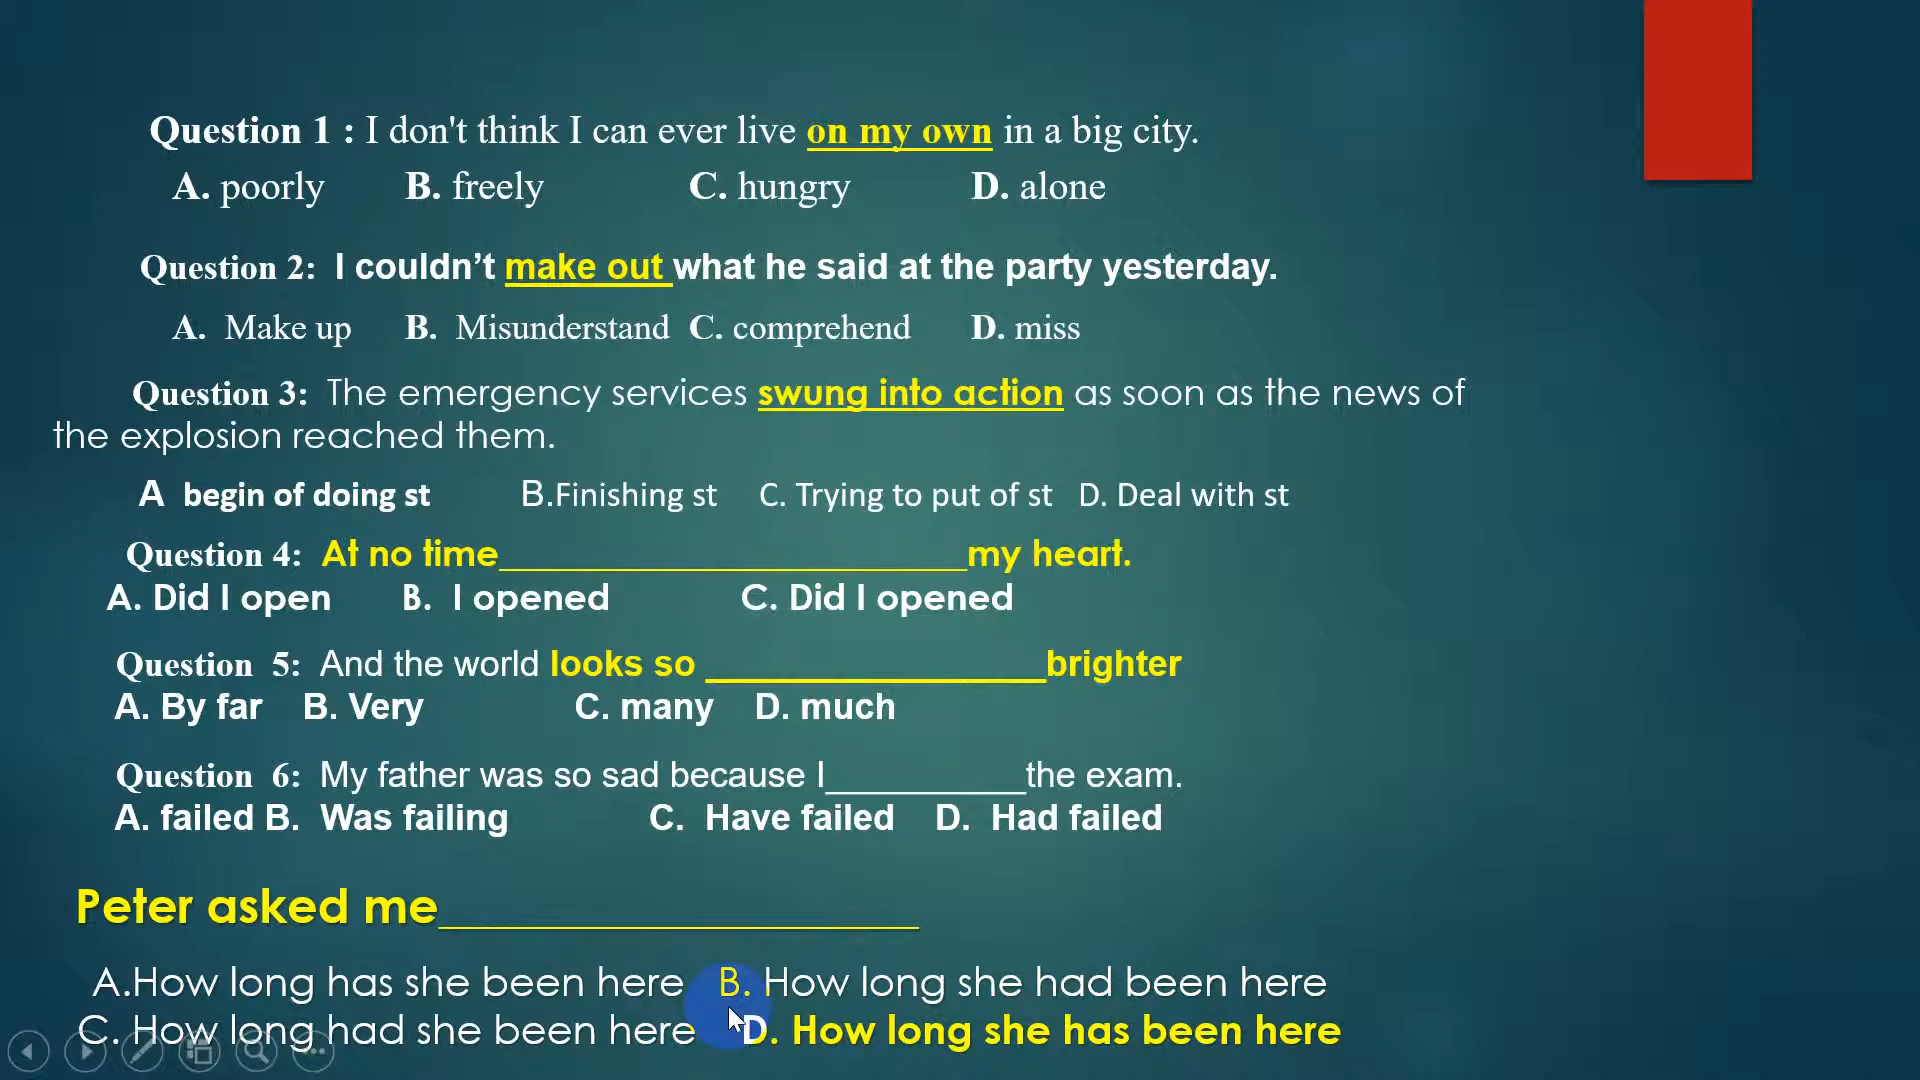 Question 1 : I don't think I can ever live on my own in a big city.
A. poorly B. freely C. hungry D. alone
Question 2: I couldn’t make out what he said at the party yesterday.
A. Make up B. Misunderstand C. comprehend D. miss
Question 3: The emergency services swung into action as soon as the news of
the explosion reached them.
A begin of doing st B.Finishing st C. Trying to put of st D. Deal with st
Question 4: At no time__________________my heart.
A. Did I open B. I opened C. Did I opened
Question 5: And the world looks so _________________brighter
A. By far B. Very C. many D. much
Question 6: My father was so sad because I__________the exam.
A. failed B. Was failing C. Have failed D. Had failed
Peter asked me____________________
A.How long has she been here B. How long she had been here
C. How long had she been here D. How long she has been here